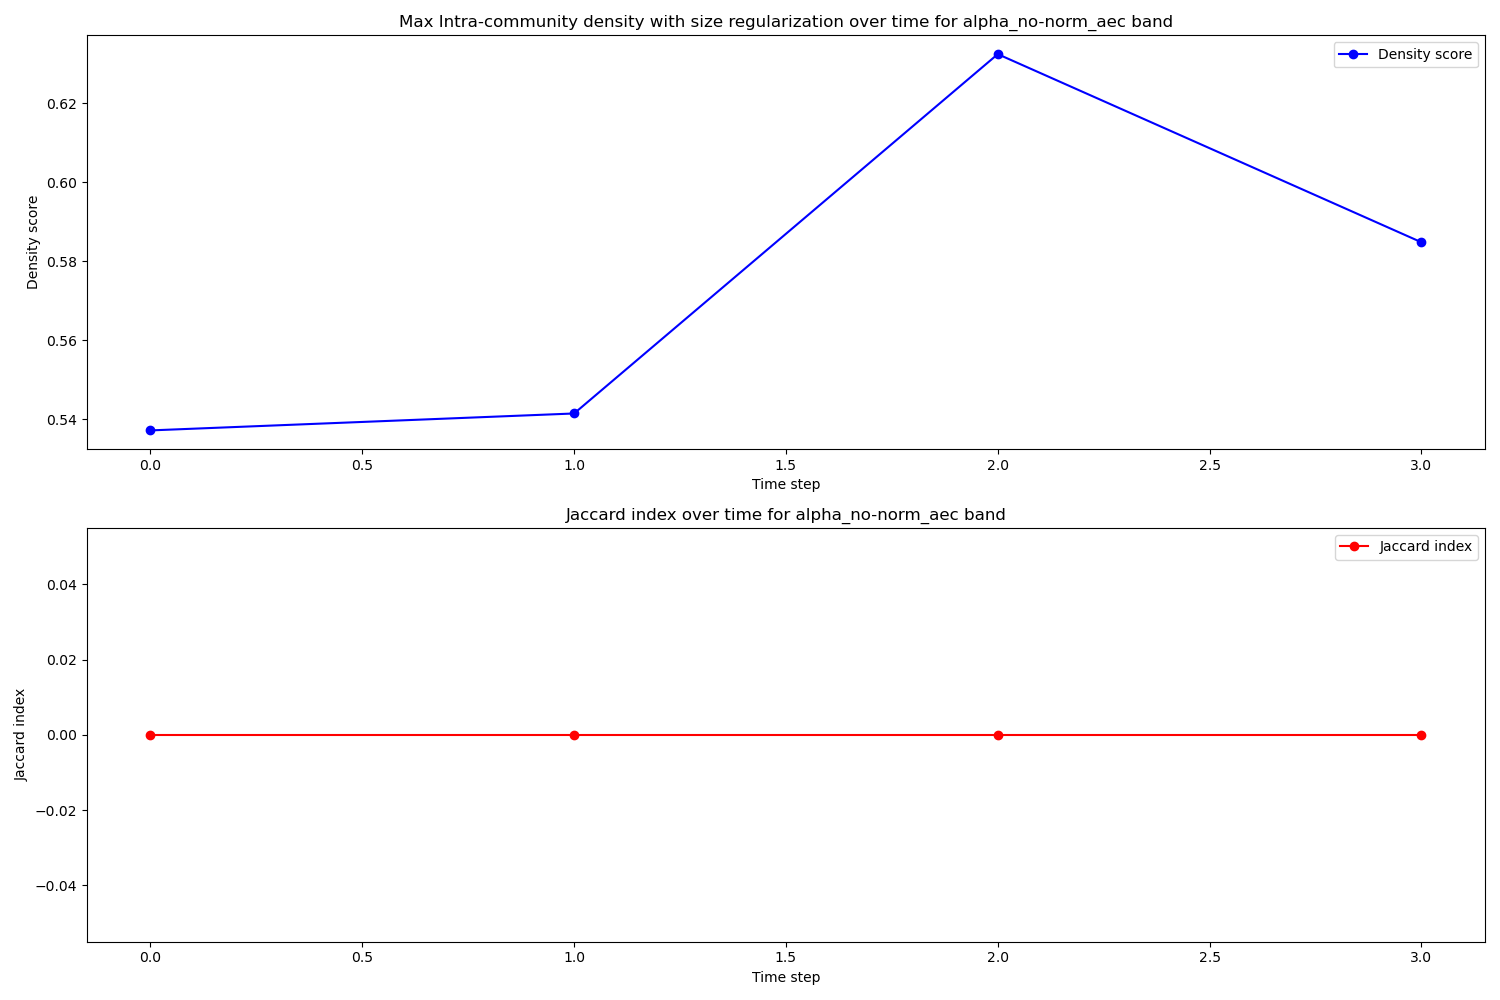 Max Intra-community density with size regularization over time for alpha_no-norm_aec band
Density score
0.62
0.60
0.58
0.56
0.54
Density score
0.0 0.5 1.0 1.5 2.0 2.5 3.0
Time step
Jaccard index over time for alpha_no-norm_aec band
Jaccard index
0.04
0.02
0.00
−0.02
−0.04
Jaccard index
0.0 0.5 1.0 1.5 2.0 2.5 3.0
Time step